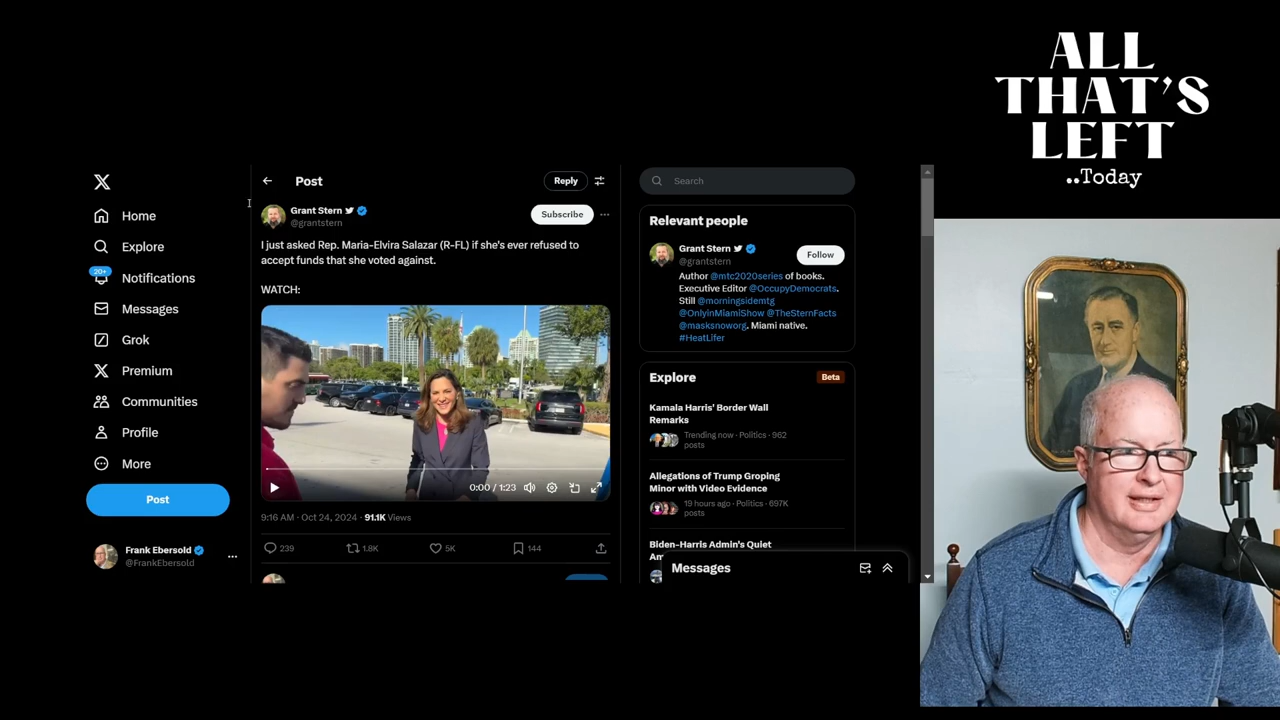 ALL
THAT'S
LEFT
..Today
Home
Explore
20+
Notifications
Messages
Grok
Premium
Communities
Profile
More
Post
Frank Ebersold
@FrankEbersold
Post
Reply
Grant Stern
@grantstern
Subscribe
I just asked Rep. Maria-Elvira Salazar (R-FL) if she's ever refused to
accept funds that she voted against.
WATCH:
0:00 / 1:23
9:16 AM · Oct 24, 2024 · 91.1K Views
239
1.8K
5K
144
Search
Relevant people
Grant Stern
@grantstern
Follow
Author @mtc2020series of books.
Executive Editor @OccupyDemocrats.
Still @morningsidemtg
@OnlyinMiamiShow @TheSternFacts
@masksnoworg. Miami native.
#HeatLifer
Explore
Beta
Kamala Harris' Border Wall
Remarks
Trending now · Politics · 962
posts
Allegations of Trump Groping
Minor with Video Evidence
19 hours ago · Politics · 697K
posts
Biden-Harris Admin's Quiet
Messages